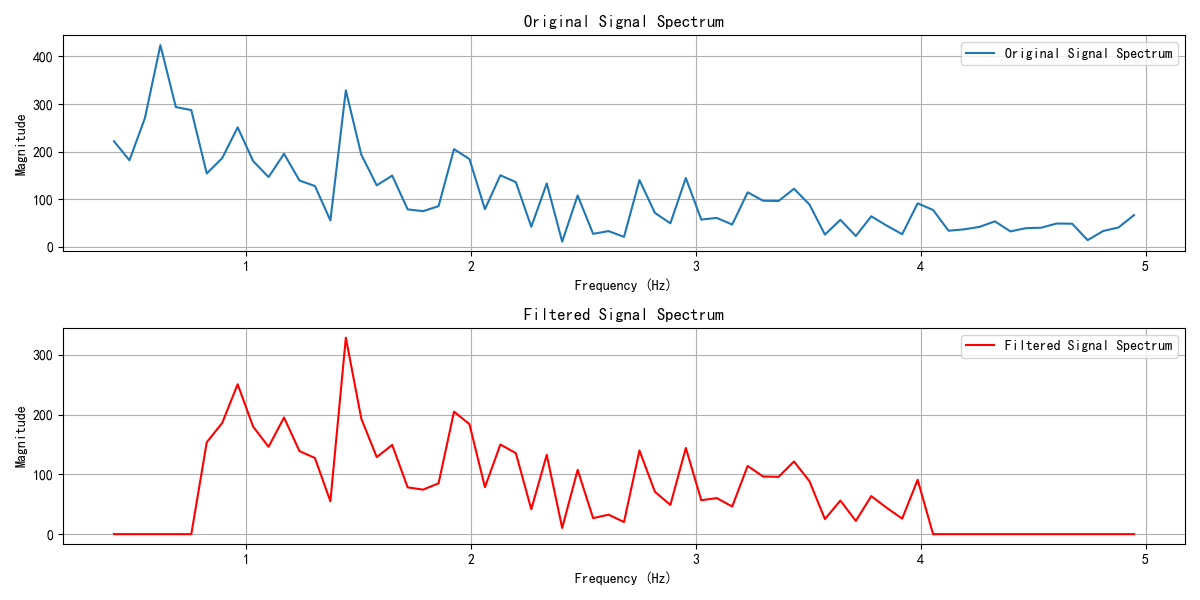 Original Signal Spectrum
Original Signal Spectrum
400
300
200
100
0
Magnitude
1 2 3 4 5
Frequency (Hz)
Filtered Signal Spectrum
Filtered Signal Spectrum
300
200
100
0
Magnitude
1 2 3 4 5
Frequency (Hz)